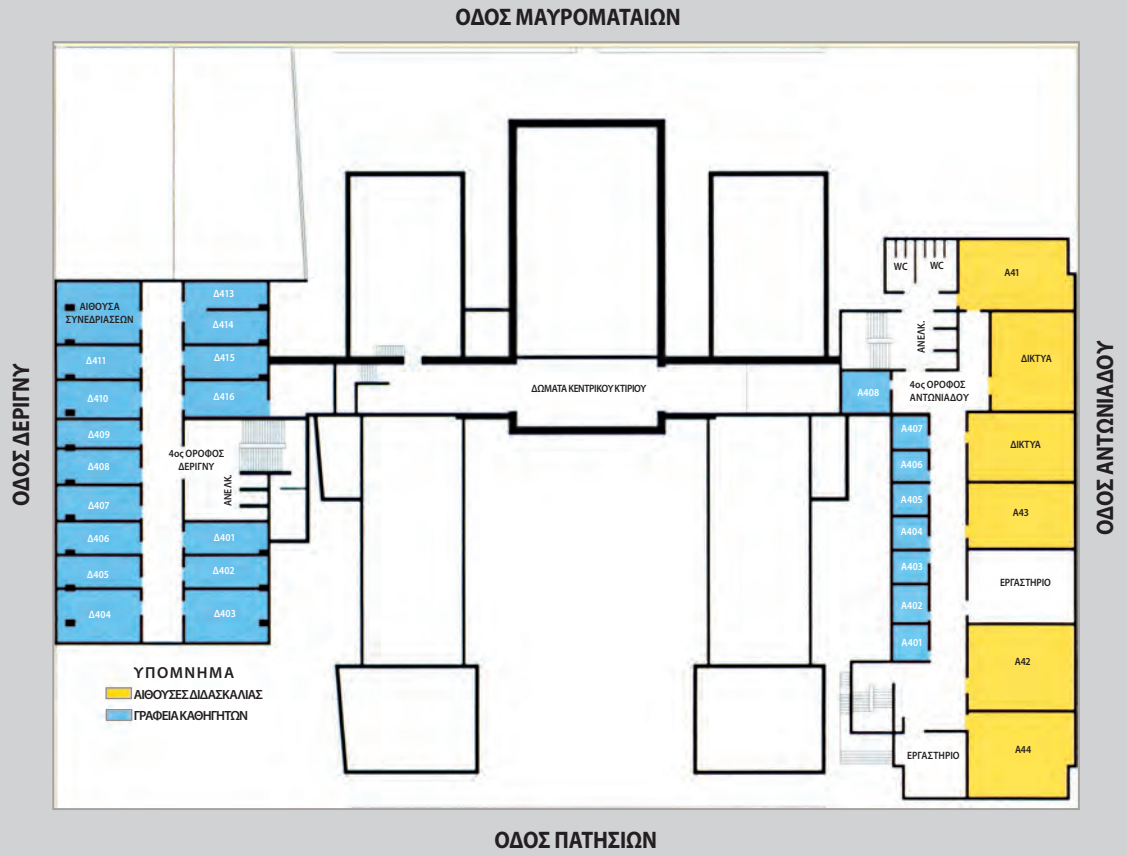 ΟΔΟΣ ΜΑΥΡΟΜΑΤΑΙΩΝ
ΟΔΟΣ ΔΕΡΙΓΝΥ
ΑΙΘΟΥΣΑ
ΣΥΝΕΔΡΙΑΣΕΩΝ
Δ411
Δ410
Δ409
Δ408
Δ407
Δ406
Δ405
Δ404
Δ413
Δ414
Δ415
Δ416
4ος ΟΡΟΦΟΣ
ΔΕΡΙΓΝΥ
ΑΝΕΛΚ.
Δ401
Δ402
Δ403
ΥΠΟΜΝΗΜΑ
ΑΙΘΟΥΣΕΣ ΔΙΔΑΣΚΑΛΙΑΣ
ΓΡΑΦΕΙΑ ΚΑΘΗΓΗΤΩΝ
ΔΩΜΑΤΑ ΚΕΝΤΡΙΚΟΥ ΚΤΙΡΙΟΥ
WC
WC
ΑΝΕΛΚ.
4ος ΟΡΟΦΟΣ
ΑΝΤΩΝΙΑΔΟΥ
Α408
Α407
Α406
Α405
Α404
Α403
Α402
Α401
Α41
ΔΙΚΤΥΑ
ΔΙΚΤΥΑ
Α43
ΕΡΓΑΣΤΗΡΙΟ
Α42
Α44
ΕΡΓΑΣΤΗΡΙΟ
ΟΔΟΣ ΑΝΤΩΝΙΑΔΟΥ
ΟΔΟΣ ΠΑΤΗΣΙΩΝ